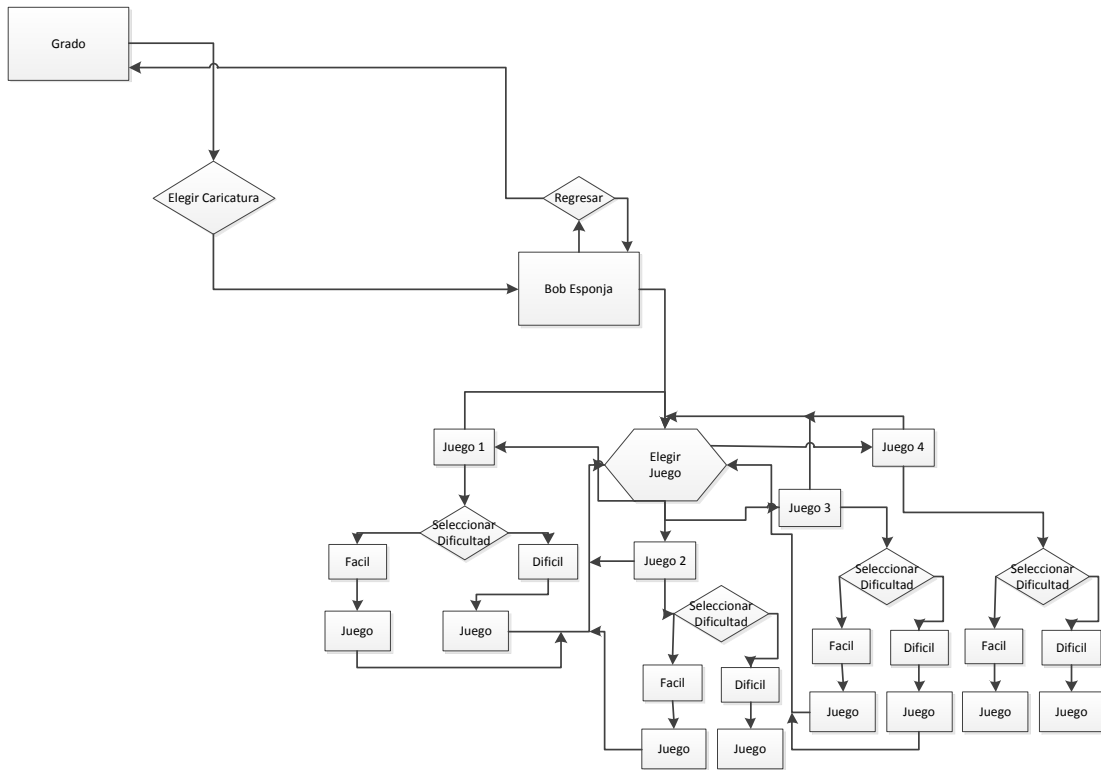 Grado
Elegir Caricatura
Regresar
Bob Esponja
Juego 1
Elegir
Juego
Juego 4
Juego 3
Seleccionar
Dificultad
Facil
Dificil
Juego 2
Juego
Juego
Seleccionar
Dificultad
Facil
Dificil
Juego
Juego
Seleccionar
Dificultad
Facil
Dificil
Juego
Juego
Seleccionar
Dificultad
Facil
Dificil
Juego
Juego